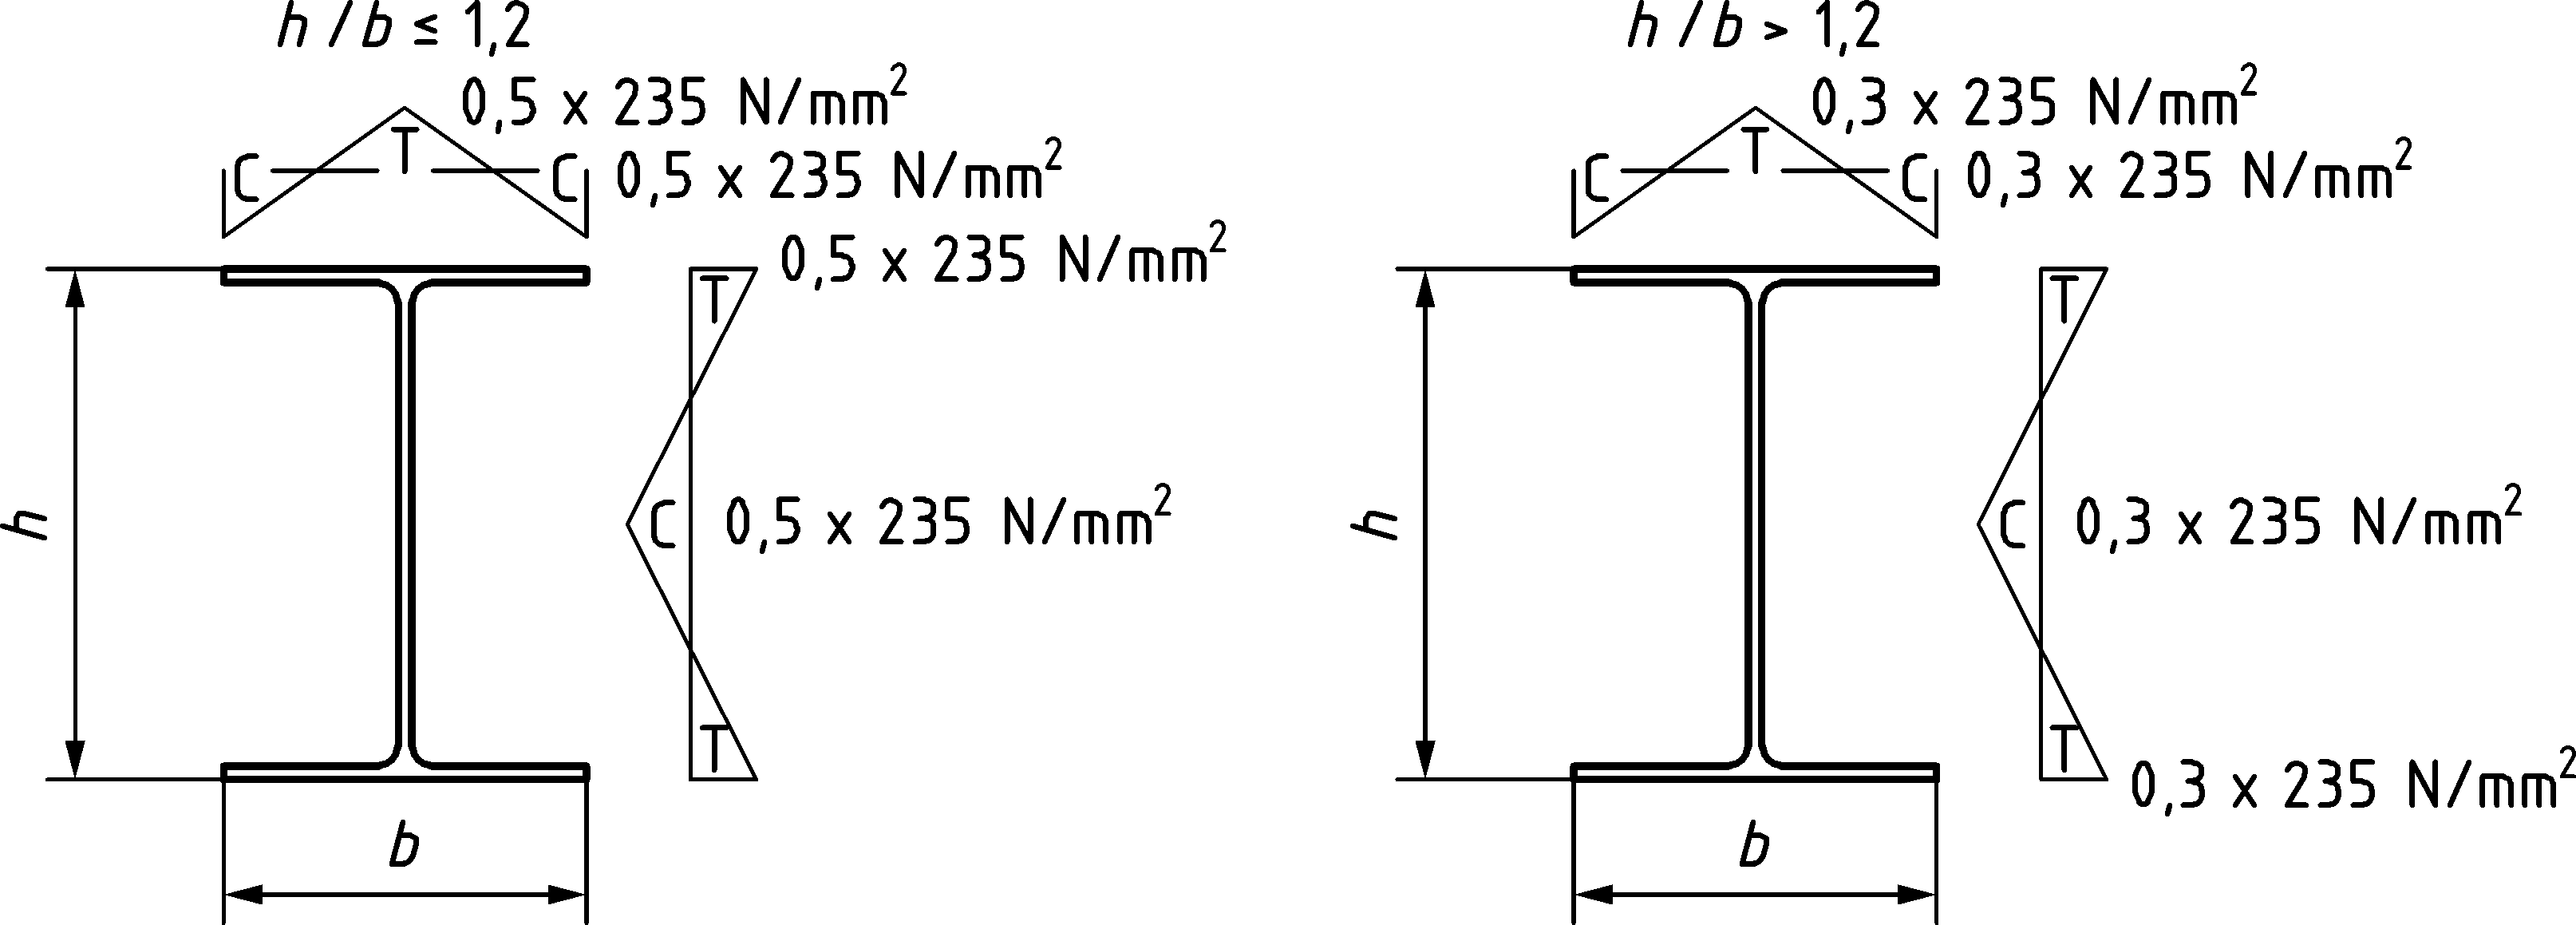 h / b ≤ 1,2
0,5 x 235 N/mm²
C T C 0,5 x 235 N/mm²
0,5 x 235 N/mm²
T
h
C 0,5 x 235 N/mm²
T
b
h / b > 1,2
0,3 x 235 N/mm²
C T C 0,3 x 235 N/mm²
T
h
C 0,3 x 235 N/mm²
T
0,3 x 235 N/mm²
b